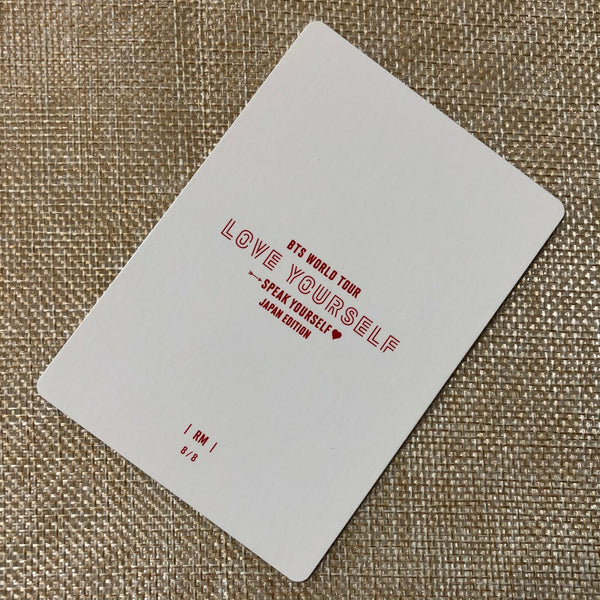 BTS WORLD TOUR
LOVE YOURSELF
SPEAK YOURSELF
JAPAN EDITION
| RM |
8/8